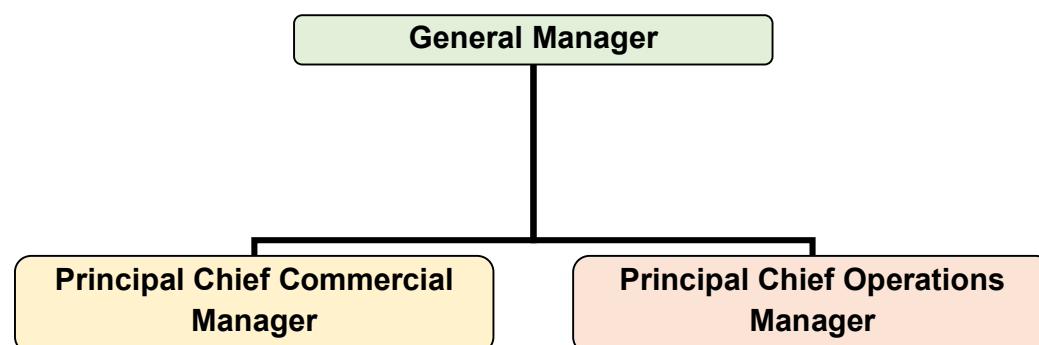 General Manager
Principal Chief Commercial
Manager
Principal Chief Operations
Manager